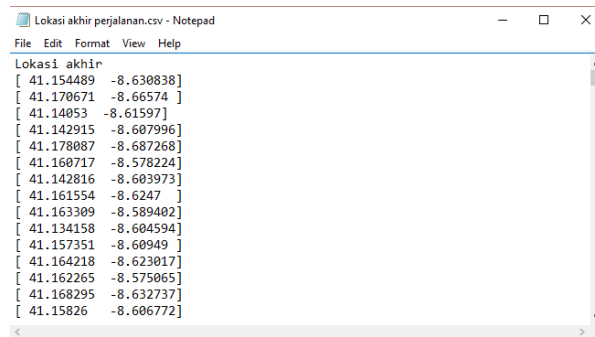 Lokasi akhir perjalanan.csv - Notepad
File Edit Format View Help
Lokasi akhir
[ 41.154489  -8.630838]
[ 41.170671  -8.66574 ]
[ 41.14053  -8.61597]
[ 41.142915  -8.607996]
[ 41.178087  -8.687268]
[ 41.160717  -8.578224]
[ 41.142816  -8.603973]
[ 41.161554  -8.6247  ]
[ 41.163309  -8.589402]
[ 41.134158  -8.604594]
[ 41.157351  -8.60949 ]
[ 41.164218  -8.623017]
[ 41.162265  -8.575065]
[ 41.168295  -8.632737]
[ 41.15826   -8.606772]